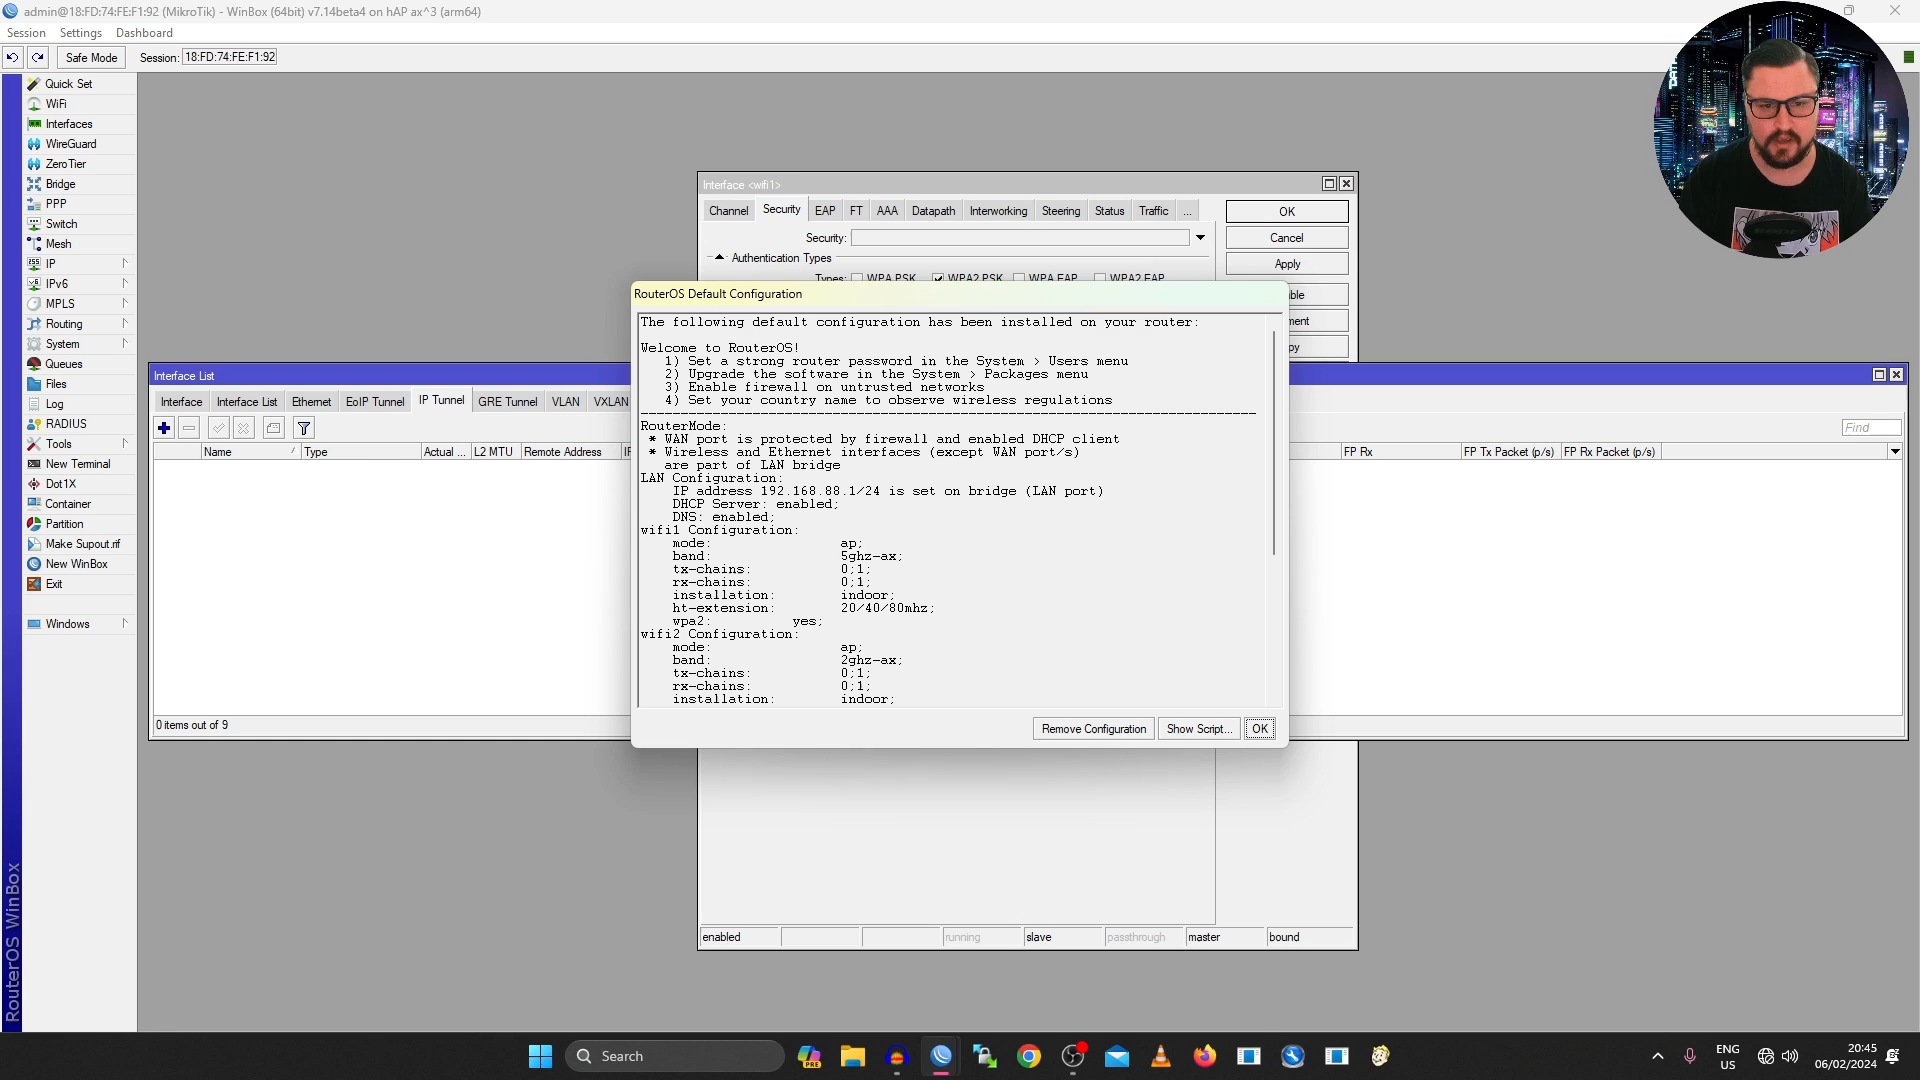 admin@18:FD:74:FE:F1:92 (MikroTik) - WinBox (64bit) v7.14beta4 on hAP ax^3 (arm64)
Session Settings Dashboard
Safe Mode Session: 18:FD:74:FE:F1:92
Quick Set
WiFi
Interfaces
WireGuard
ZeroTier
Bridge
PPP
Switch
Mesh
IP
IPv6
MPLS
Routing
System
Queues
Files
Log
RADIUS
Tools
New Terminal
Dot1X
Container
Partition
Make Supout.rif
New WinBox
Exit
Windows
RouterOS WinBox
Interface <wifi1>
Channel Security EAP FT AAA Datapath Interworking Steering Status Traffic ...
Security:
Authentication Types
Types: WPA PSK WPA2 PSK WPA EAP WPA2 EAP
OK
Cancel
Apply
Interface List
Interface Interface List Ethernet EoIP Tunnel IP Tunnel GRE Tunnel VLAN VXLAN
Find
Name Type Actual ... L2 MTU Remote Address FP Rx FP Tx Packet (p/s) FP Rx Packet (p/s)
0 items out of 9
RouterOS Default Configuration
The following default configuration has been installed on your router:
Welcome to RouterOS!
1) Set a strong router password in the System > Users menu
2) Upgrade the software in the System > Packages menu
3) Enable firewall on untrusted networks
4) Set your country name to observe wireless regulations
RouterMode:
* WAN port is protected by firewall and enabled DHCP client
* Wireless and Ethernet interfaces (except WAN port/s)
are part of LAN bridge
LAN Configuration:
IP address 192.168.88.1/24 is set on bridge (LAN port)
DHCP Server: enabled;
DNS: enabled;
wifi1 Configuration:
mode: ap;
band: 5ghz-ax;
tx-chains: 0;1;
rx-chains: 0;1;
installation: indoor;
ht-extension: 20/40/80mhz;
wpa2: yes;
wifi2 Configuration:
mode: ap;
band: 2ghz-ax;
tx-chains: 0;1;
rx-chains: 0;1;
installation: indoor;
Remove Configuration Show Script... OK
enabled running slave passthrough master bound
Search
ENG
US
20:45
06/02/2024